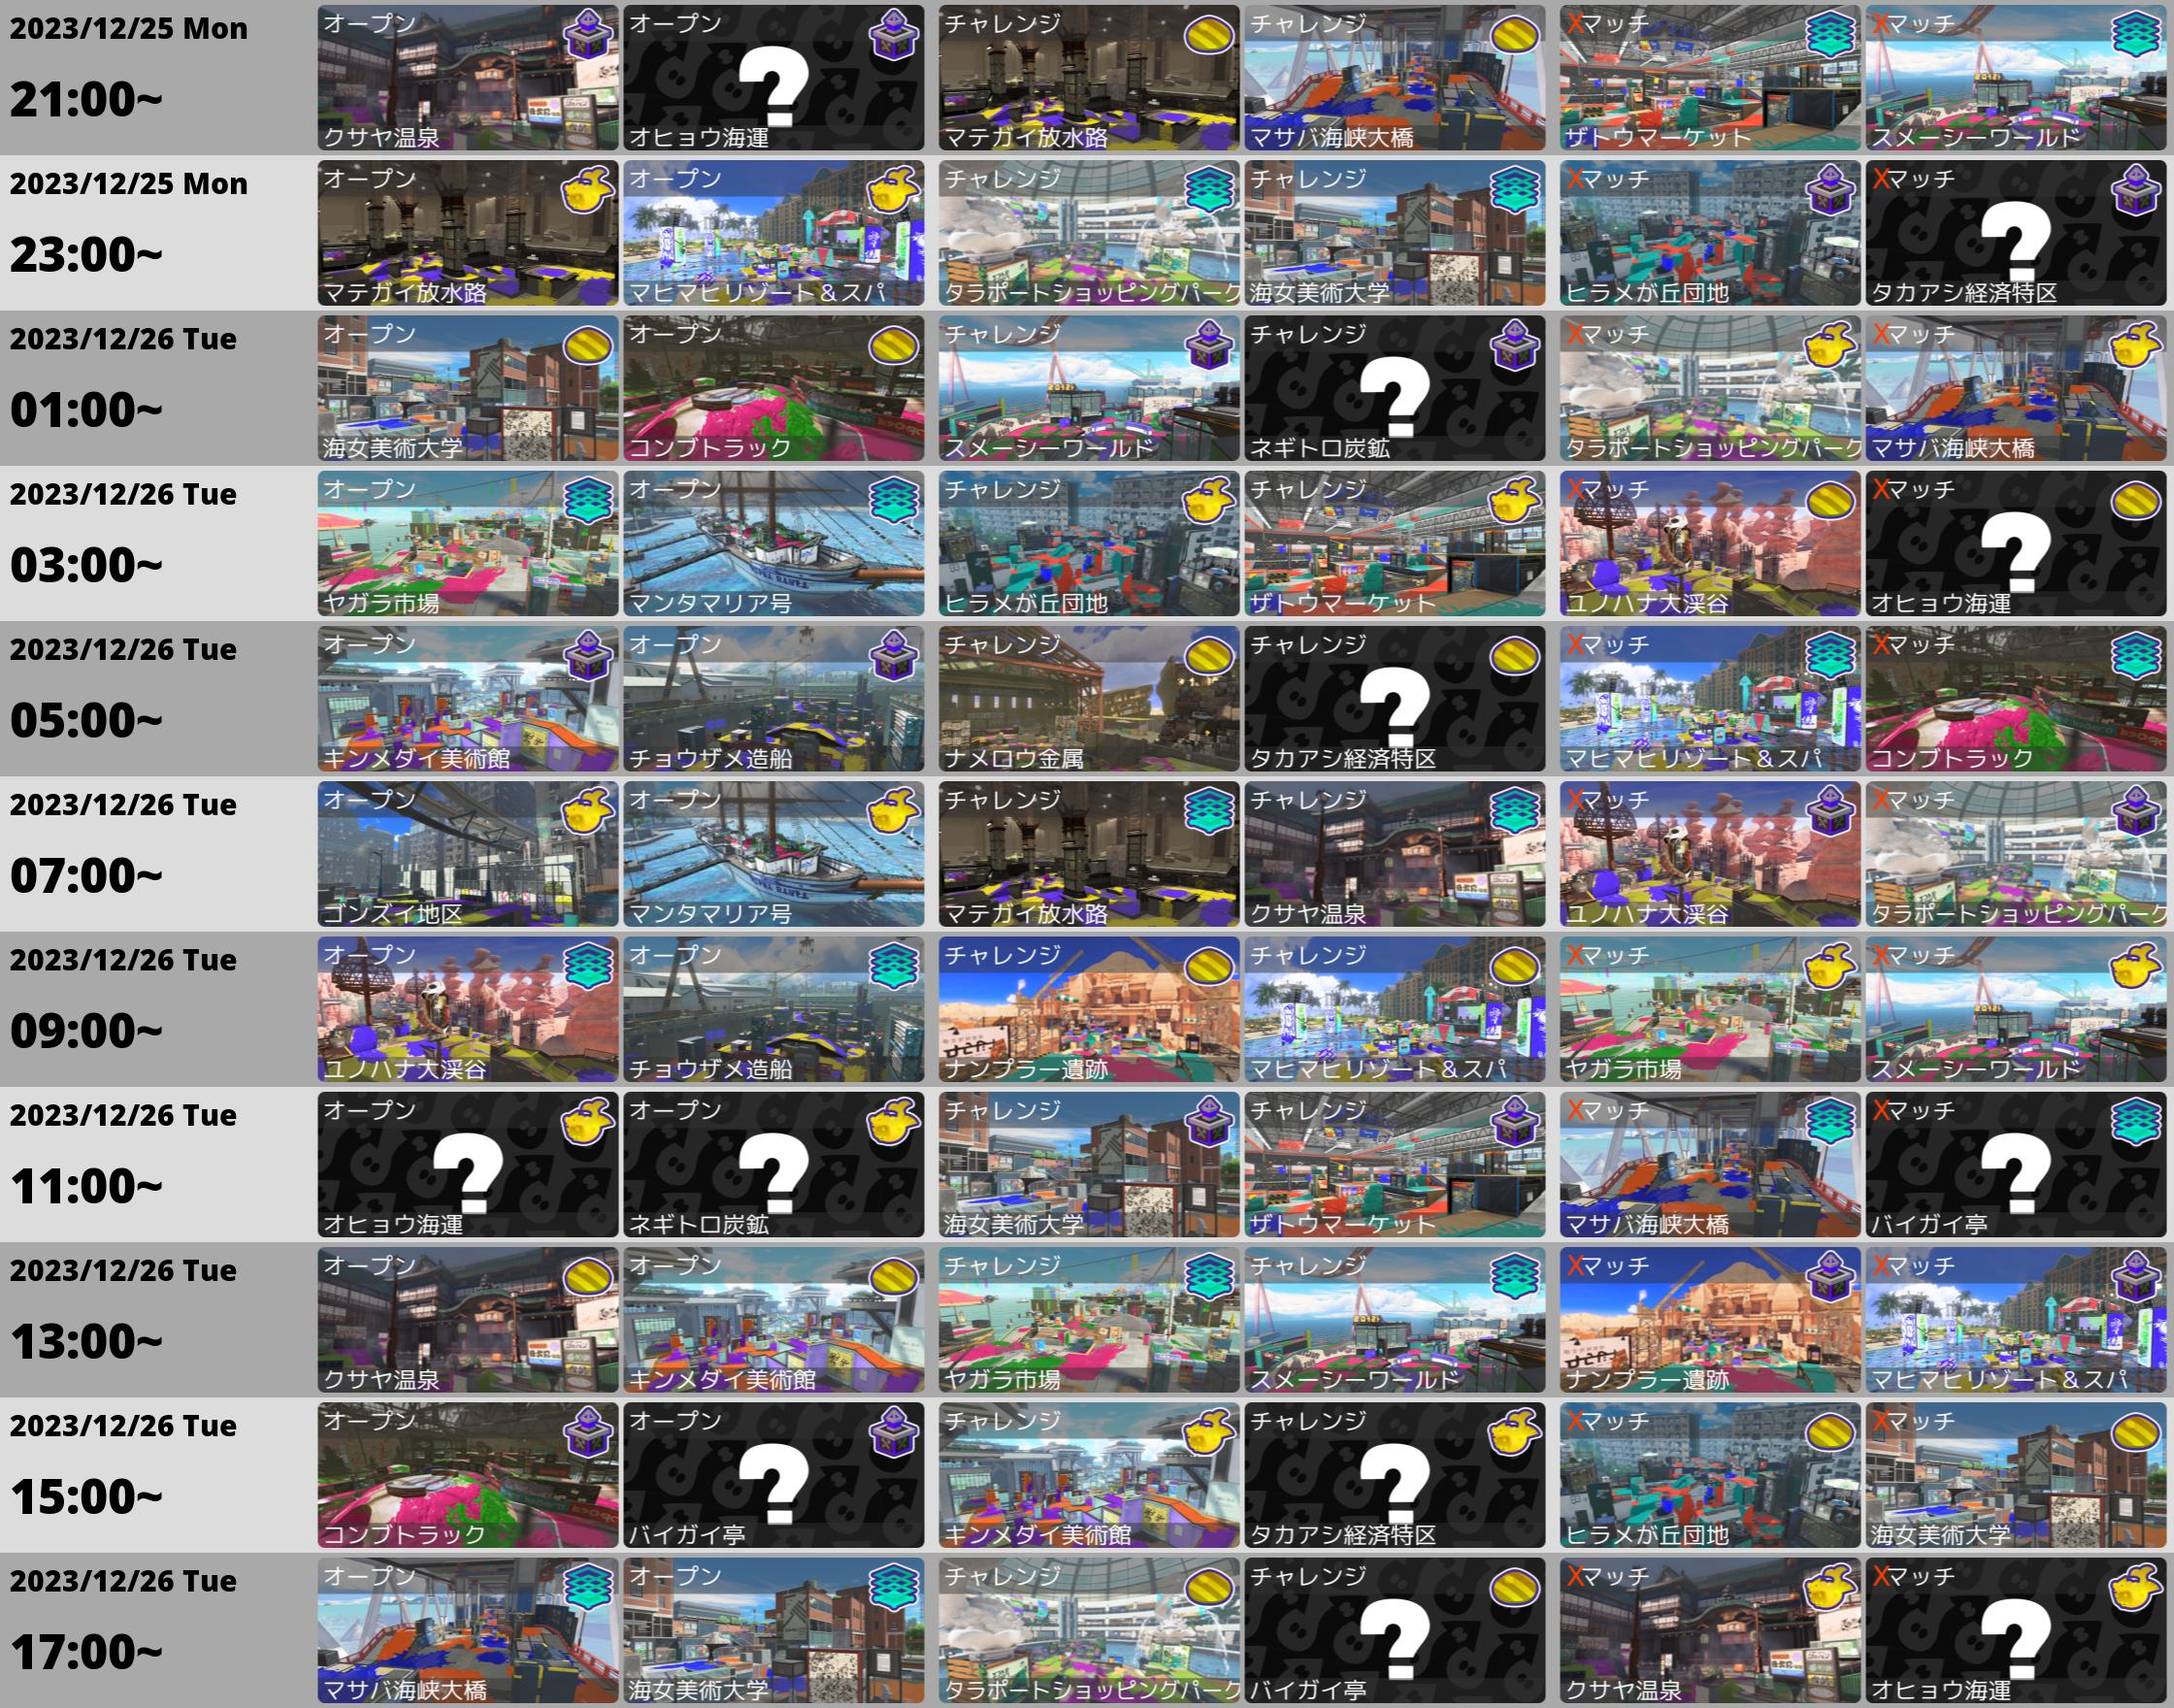 2023/12/25 Mon
21:00~
オープン
クサヤ温泉
オープン
オヒョウ海運
チャレンジ
マテガイ放水路
チャレンジ
マサバ海峡大橋
Xマッチ
ザトウマーケット
Xマッチ
スメーシーワールド
2023/12/25 Mon
23:00~
オープン
マテガイ放水路
オープン
マヒマヒリゾート＆スパ
チャレンジ
タラポートショッピングパーク
チャレンジ
海女美術大学
Xマッチ
ヒラメが丘団地
Xマッチ
タカアシ経済特区
2023/12/26 Tue
01:00~
オープン
海女美術大学
オープン
コンブトラック
チャレンジ
スメーシーワールド
チャレンジ
ネギトロ炭鉱
Xマッチ
タラポートショッピングパーク
Xマッチ
マサバ海峡大橋
2023/12/26 Tue
03:00~
オープン
ヤガラ市場
オープン
マンタマリア号
チャレンジ
ヒラメが丘団地
チャレンジ
ザトウマーケット
Xマッチ
ユノハナ大渓谷
Xマッチ
オヒョウ海運
2023/12/26 Tue
05:00~
オープン
キンメダイ美術館
オープン
チョウザメ造船
チャレンジ
ナメロウ金属
チャレンジ
タカアシ経済特区
Xマッチ
マヒマヒリゾート＆スパ
Xマッチ
コンブトラック
2023/12/26 Tue
07:00~
オープン
ゴンズイ地区
オープン
マンタマリア号
チャレンジ
マテガイ放水路
チャレンジ
クサヤ温泉
Xマッチ
ユノハナ大渓谷
Xマッチ
タラポートショッピングパーク
2023/12/26 Tue
09:00~
オープン
ユノハナ大渓谷
オープン
チョウザメ造船
チャレンジ
ナンプラー遺跡
チャレンジ
マヒマヒリゾート＆スパ
Xマッチ
ヤガラ市場
Xマッチ
スメーシーワールド
2023/12/26 Tue
11:00~
オープン
オヒョウ海運
オープン
ネギトロ炭鉱
チャレンジ
海女美術大学
チャレンジ
ザトウマーケット
Xマッチ
マサバ海峡大橋
Xマッチ
バイガイ亭
2023/12/26 Tue
13:00~
オープン
クサヤ温泉
オープン
キンメダイ美術館
チャレンジ
ヤガラ市場
チャレンジ
スメーシーワールド
Xマッチ
ナンプラー遺跡
Xマッチ
マヒマヒリゾート＆スパ
2023/12/26 Tue
15:00~
オープン
コンブトラック
オープン
バイガイ亭
チャレンジ
キンメダイ美術館
チャレンジ
タカアシ経済特区
Xマッチ
ヒラメが丘団地
Xマッチ
海女美術大学
2023/12/26 Tue
17:00~
オープン
マサバ海峡大橋
オープン
海女美術大学
チャレンジ
タラポートショッピングパーク
チャレンジ
バイガイ亭
Xマッチ
クサヤ温泉
Xマッチ
オヒョウ海運